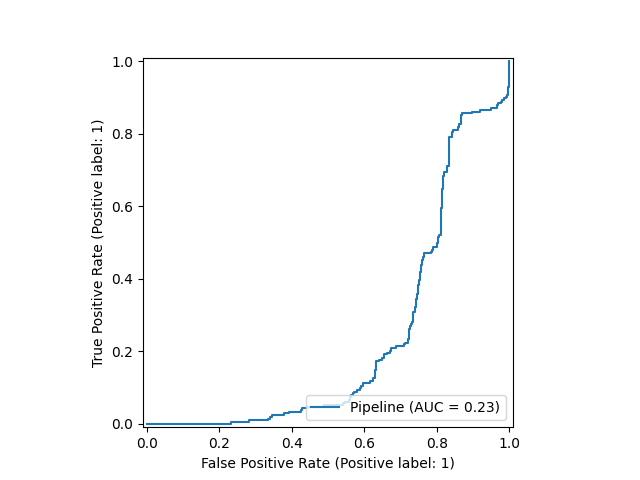 1.0
0.8
0.6
0.4
0.2
0.0
True Positive Rate (Positive label: 1)
Pipeline (AUC = 0.23)
0.0 0.2 0.4 0.6 0.8 1.0
False Positive Rate (Positive label: 1)